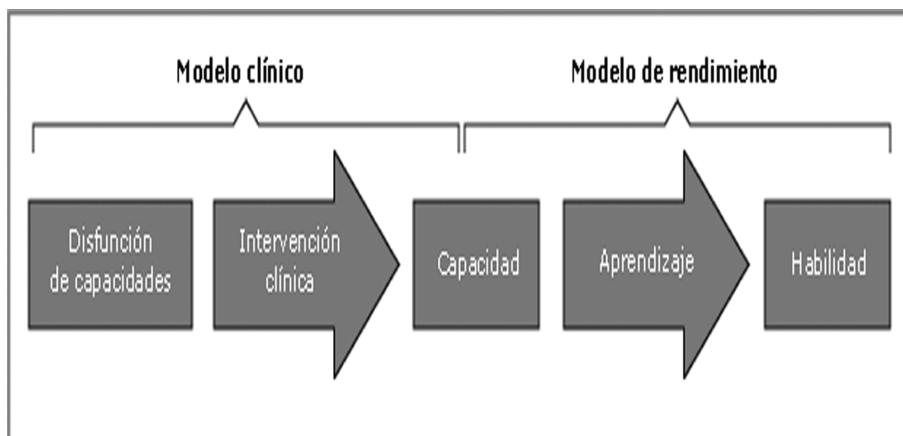 Modelo clínico
Modelo de rendimiento
Disfunción
de capacidades
Intervención
clínica
Capacidad
Aprendizaje
Habilidad